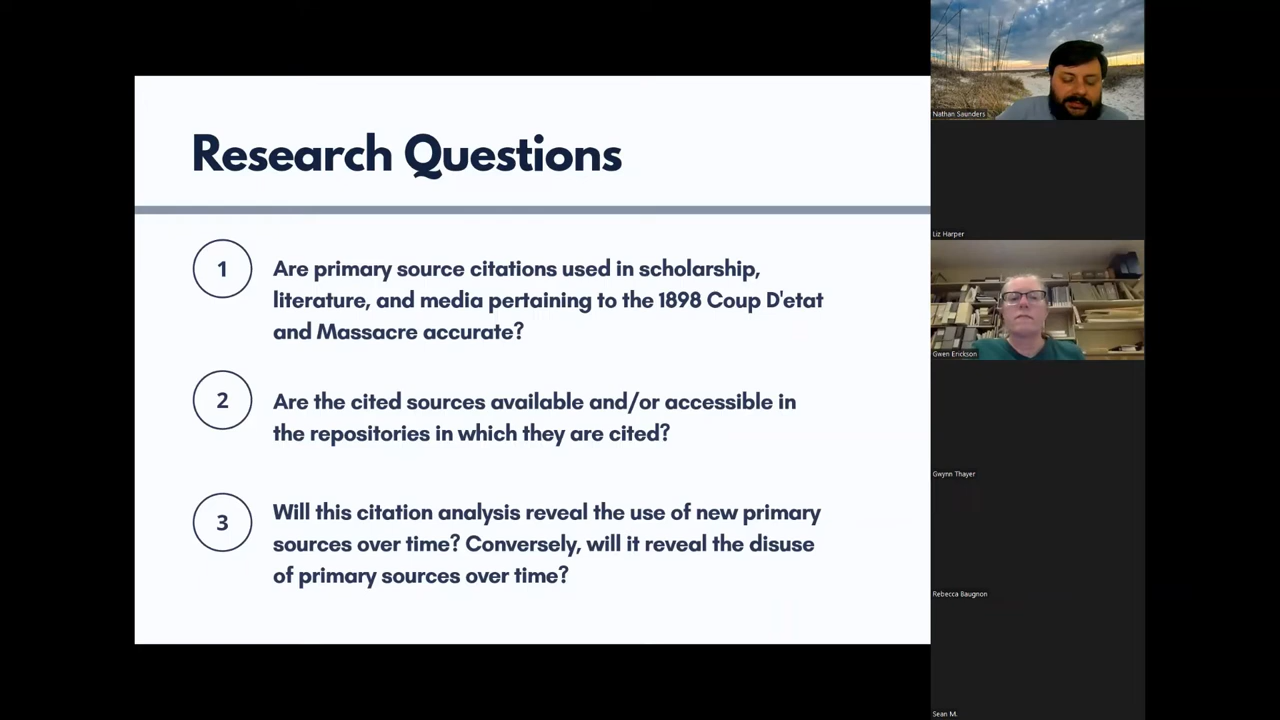 Research Questions
1
Are primary source citations used in scholarship,
literature, and media pertaining to the 1898 Coup D'etat
and Massacre accurate?
2
Are the cited sources available and/or accessible in
the repositories in which they are cited?
3
Will this citation analysis reveal the use of new primary
sources over time? Conversely, will it reveal the disuse
of primary sources over time?
Nathan Saunders
Liz Harper
Gwen Erickson
Gwynn Thayer
Rebecca Baugnon
Sean M.